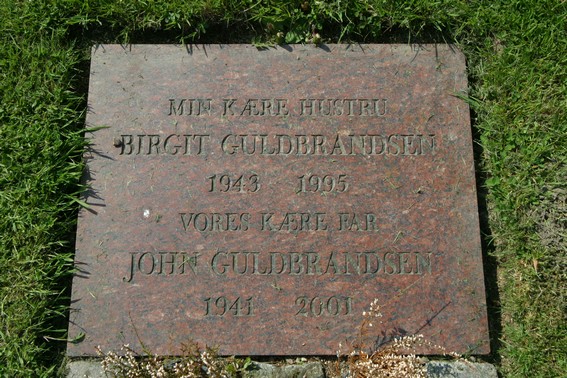 MIN KÆRE HUSTRU
BIRGIT GULDBRANDSEN
1943 1995
VORES KÆRE FAR
JOHN GULDBRANDSEN
1941 2001